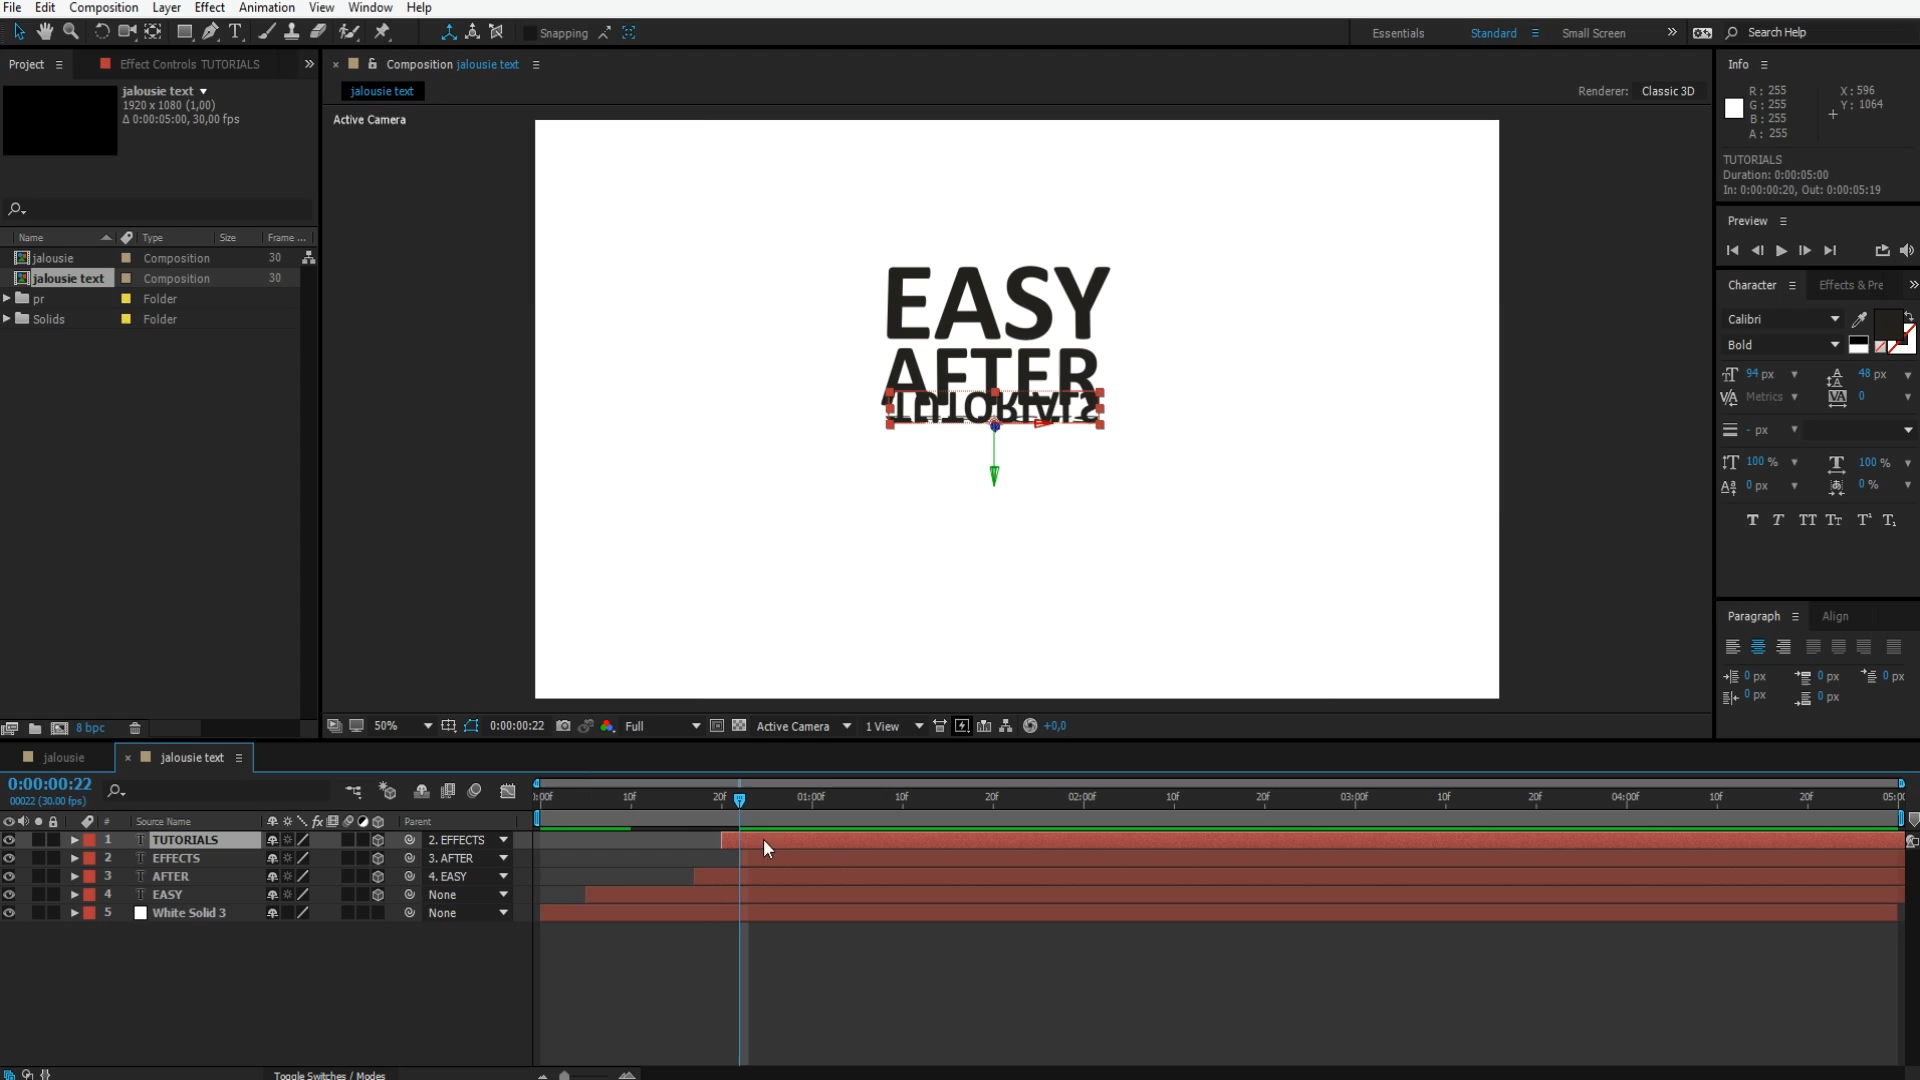 File Edit Composition Layer Effect Animation View Window Help
Snapping
Essentials Standard Small Screen Search Help
Project Effect Controls TUTORIALS
Composition jalousie text
Info
jalousie text
1920 x 1080 (1,00)
Δ 0:00:05:00, 30,00 fps
jalousie text
Renderer: Classic 3D
R: 255
G: 255
B: 255
A: 255
X: 596
Y: 1064
Active Camera
TUTORIALS
Duration: 0:00:05:00
In: 0:00:00:20, Out: 0:00:05:19
Preview
Name Type Size Frame ...
jalousie Composition 30
jalousie text Composition 30
pr Folder
Solids Folder
EASY
AFTER
TUTORIALS
Character Effects & Pre
Calibri
Bold
94 px 48 px
Metrics 0
- px
100 % 100 %
0 px 0 %
T T TT Tт T¹ T₁
Paragraph Align
0 px 0 px 0 px
0 px 0 px
8 bpc
50% 0:00:00:22 Full Active Camera 1 View +0,0
jalousie jalousie text
0:00:00:22
00022 (30.00 fps)
:00f 10f 20f 01:00f 10f 20f 02:00f 10f 20f 03:00f 10f 20f 04:00f 10f 20f 05:00
# Source Name fx Parent
1 T TUTORIALS 2. EFFECTS
2 T EFFECTS 3. AFTER
3 T AFTER 4. EASY
4 T EASY None
5 White Solid 3 None
Toggle Switches / Modes